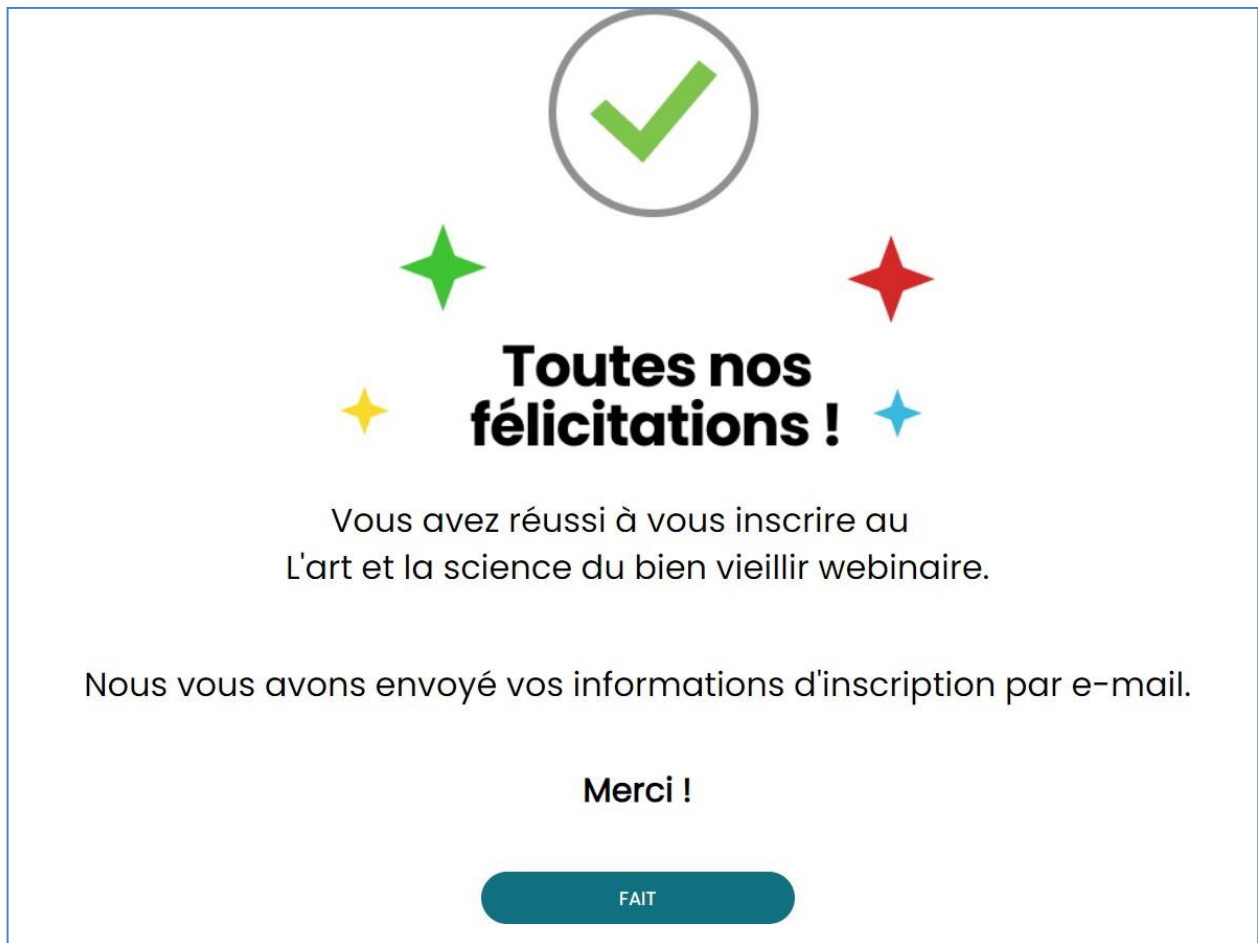 Toutes nos
félicitations !
Vous avez réussi à vous inscrire au
L'art et la science du bien vieillir webinaire.
Nous vous avons envoyé vos informations d'inscription par e-mail.
Merci !
FAIT